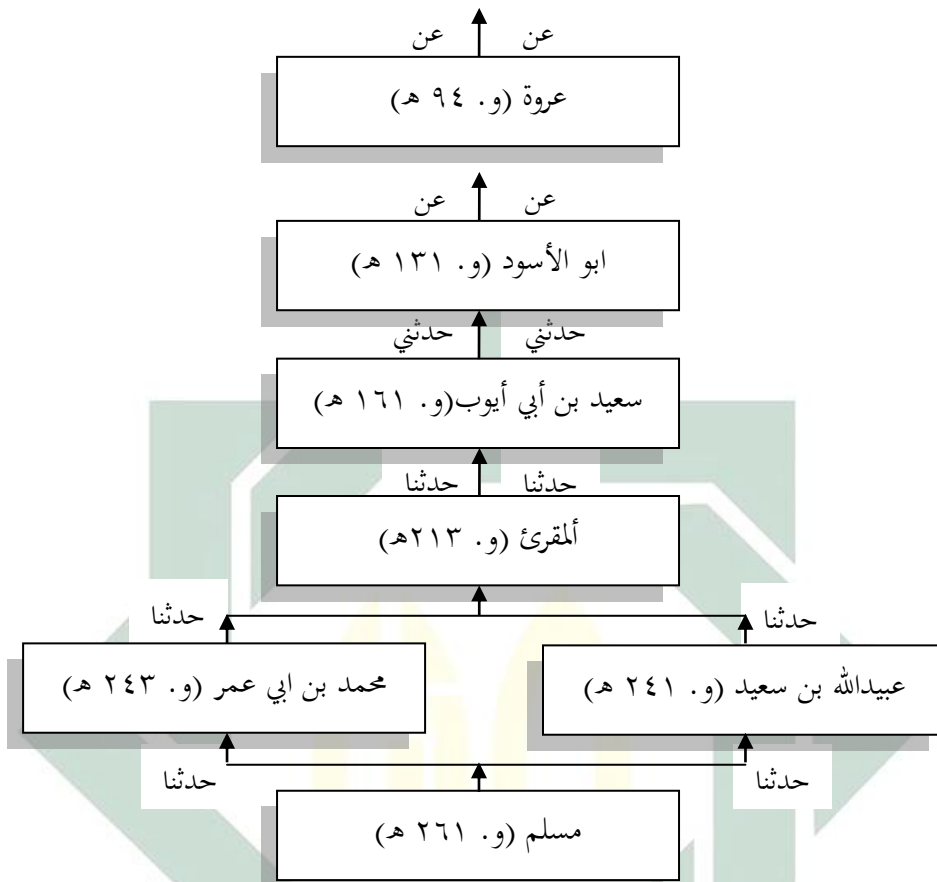 عن عن
عروة (و. ٩٤ هـ)
عن عن
ابو الأسود (و. ١٣١ هـ)
حدثني حدثني
سعيد بن أبي أيوب(و. ١٦١ هـ)
حدثنا حدثنا
ألمقرئ (و. ٢١٣هـ)
حدثنا حدثنا
عبيدالله بن سعيد (و. ٢٤١ هـ) محمد بن ابي عمر (و. ٢٤٣ هـ)
حدثنا حدثنا
مسلم (و. ٢٦١ هـ)